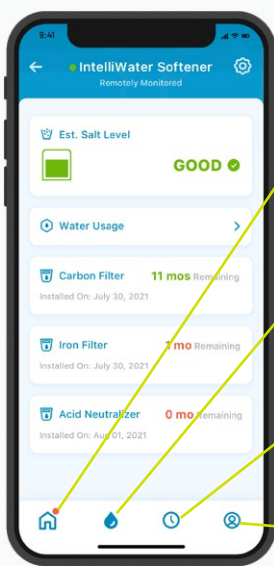 9:41
IntelliWater Softener
Remotely Monitored
Est. Salt Level
GOOD
Water Usage
Carbon Filter 11 mos Remaining
Installed On: July 30, 2021
Iron Filter 1 mo Remaining
Installed On: July 30, 2021
Acid Neutralizer 0 mo Remaining
Installed On: Aug 01, 2021